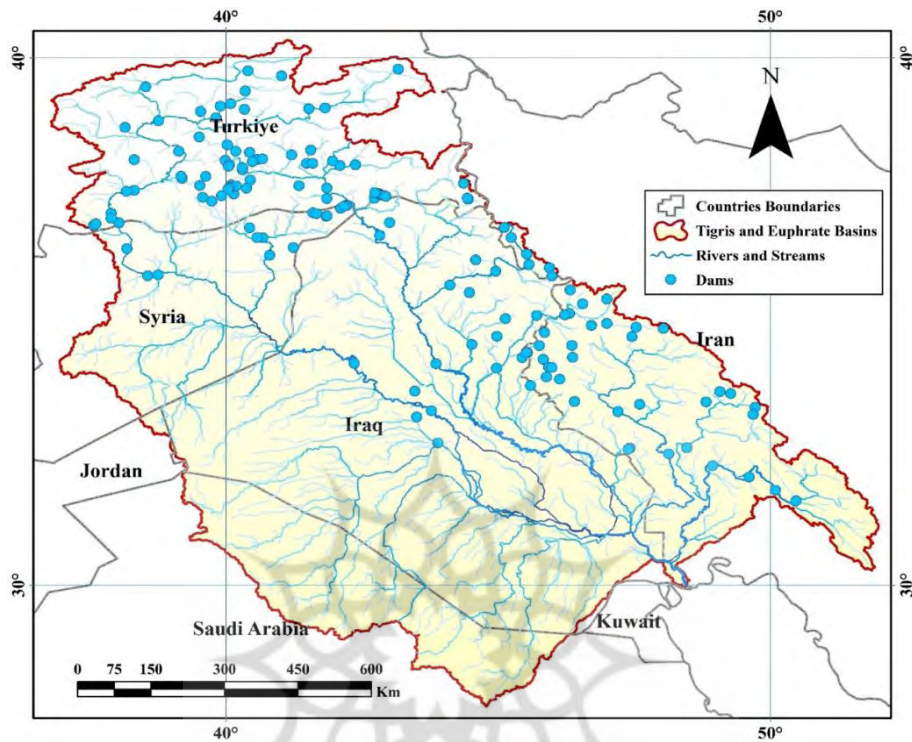 40°
50°
40°
40°
N
Turkiye
Countries Boundaries
Tigris and Euphrate Basins
Rivers and Streams
Dams
Syria
Iran
Iraq
Jordan
30°
30°
Saudi Arabia
Kuwait
0 75 150 300 450 600
Km
40°
50°